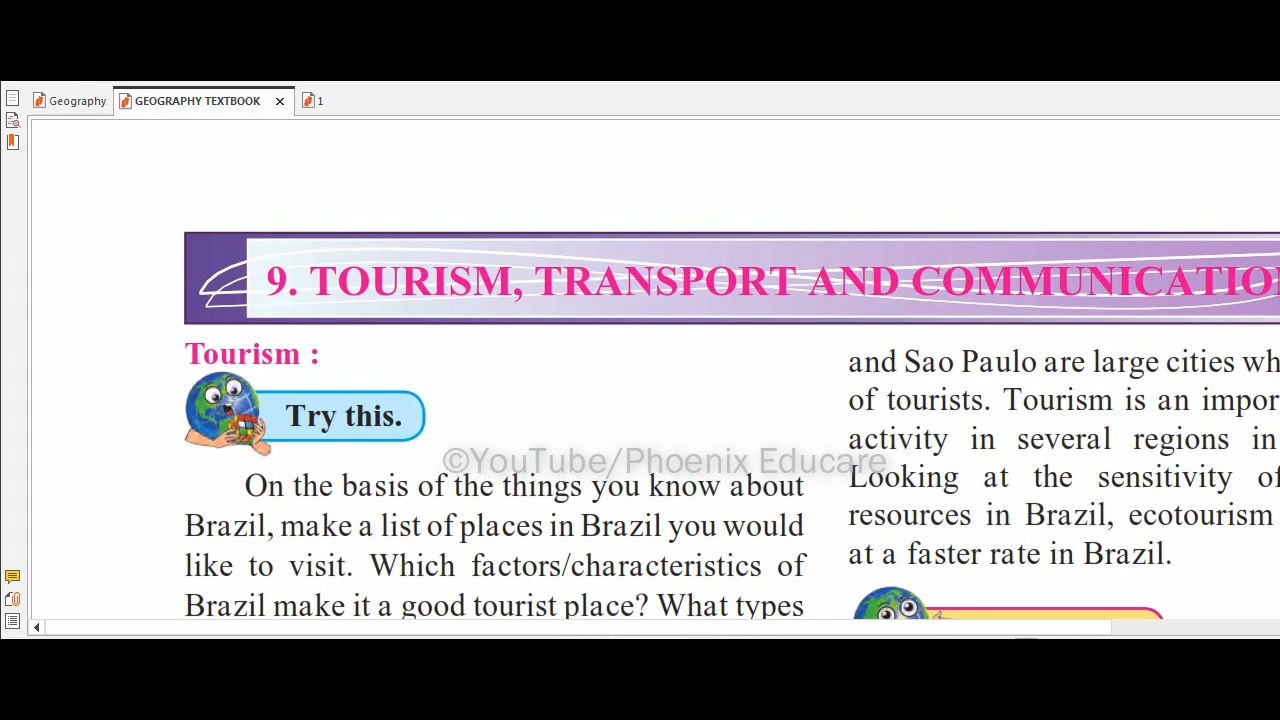 Geography
GEOGRAPHY TEXTBOOK
1
9. TOURISM, TRANSPORT AND COMMUNICATIO
Tourism :
Try this.
On the basis of the things you know about
Brazil, make a list of places in Brazil you would
like to visit. Which factors/characteristics of
Brazil make it a good tourist place? What types
and Sao Paulo are large cities wh
of tourists. Tourism is an impor
activity in several regions in
Looking at the sensitivity of
resources in Brazil, ecotourism
at a faster rate in Brazil.
©YouTube/Phoenix Educare